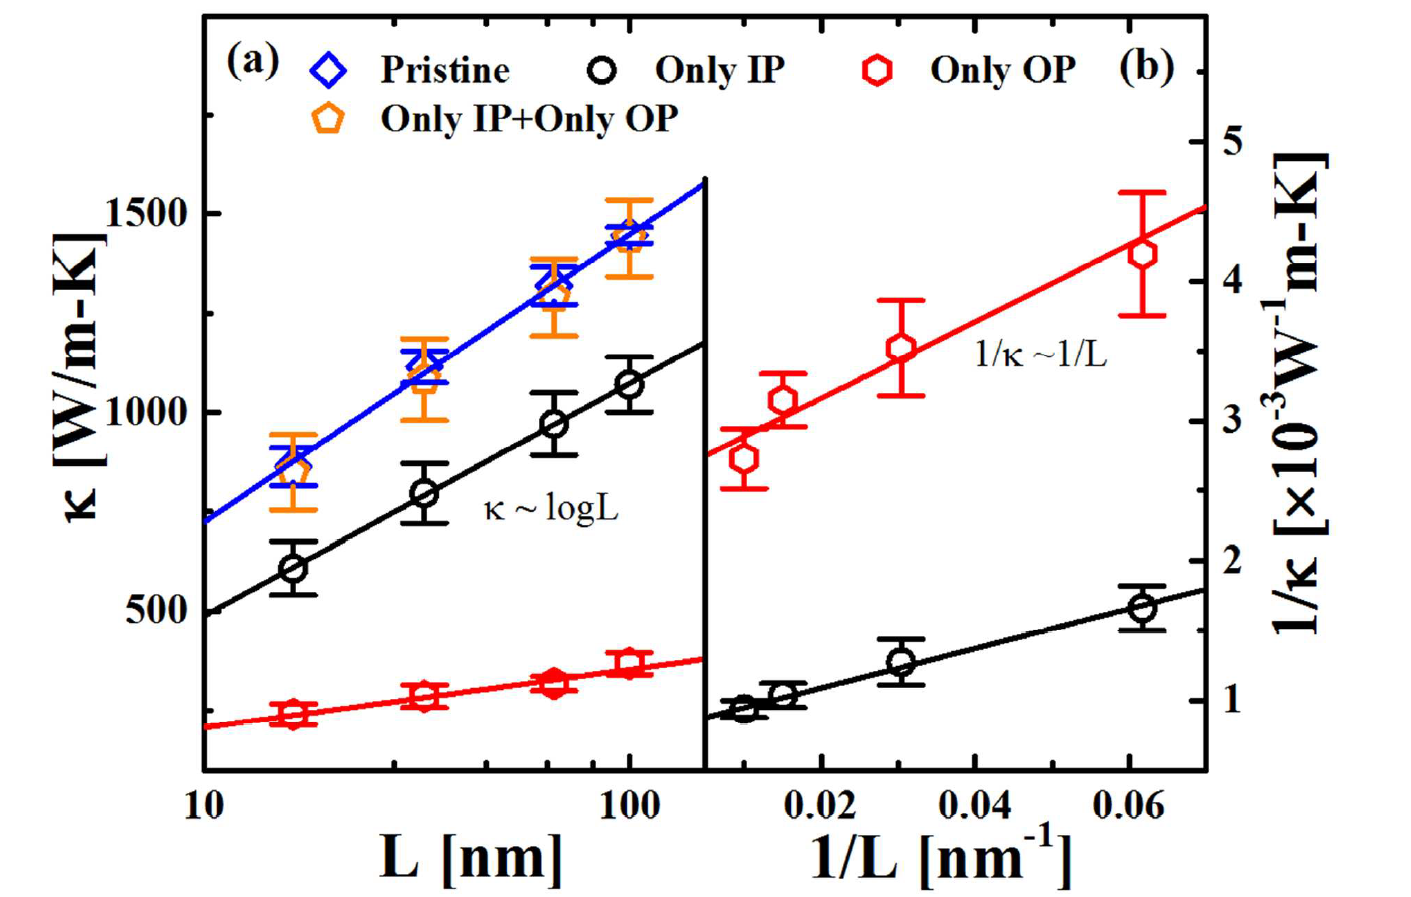 (a) Pristine Only IP Only OP (b)
Only IP+Only OP
5
1500
4
1/κ ~1/L
1000
3
κ ~ logL
2
500
1
κ [W/m-K]
1/κ [×10⁻³W⁻¹m-K]
10 100 0.02 0.04 0.06
L [nm] 1/L [nm⁻¹]